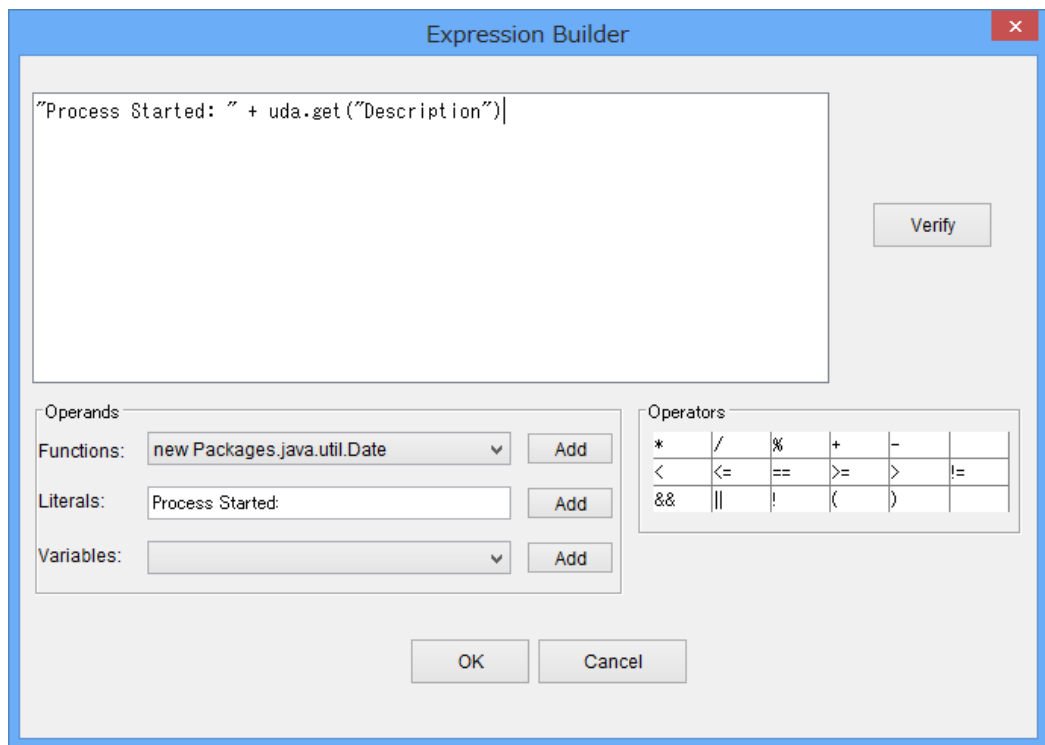 Expression Builder
"Process Started: " + uda.get("Description")
Verify
Operands
Functions: new Packages.java.util.Date Add
Literals: Process Started: Add
Variables: Add
Operators
* / % + -
< <= == >= > !=
&& || ! ( )
OK Cancel